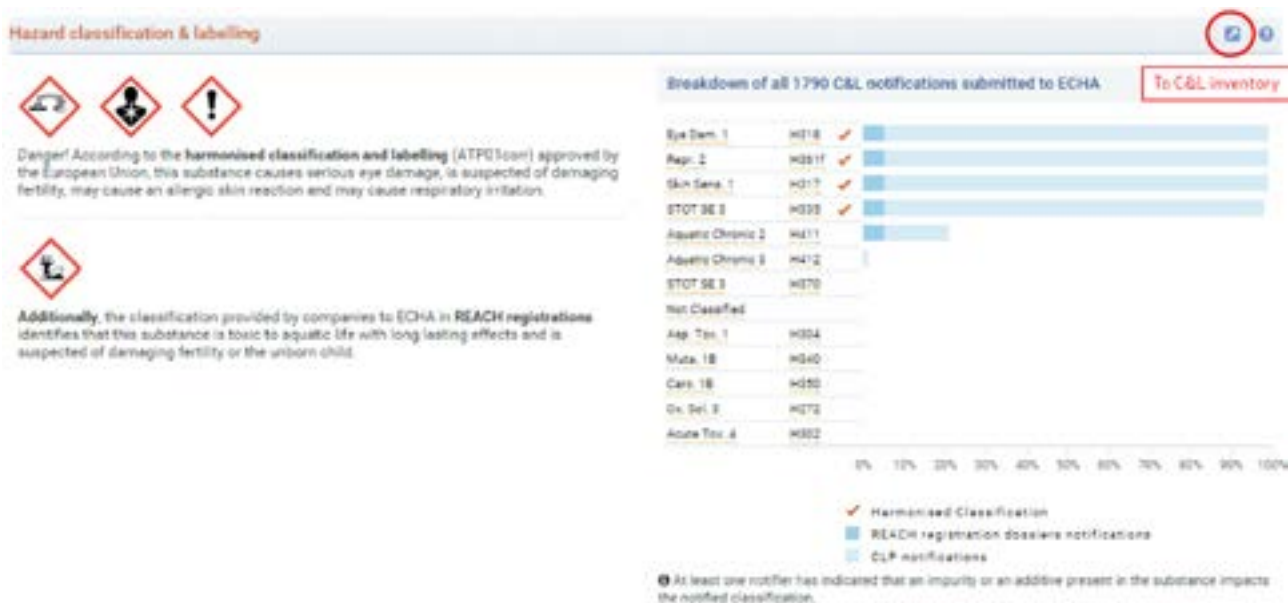 Hazard classification & labelling
Danger! According to the harmonised classification and labelling (ATP01corr) approved by
the European Union, this substance causes serious eye damage, is suspected of damaging
fertility, may cause an allergic skin reaction and may cause respiratory irritation.
Additionally, the classification provided by companies to ECHA in REACH registrations
identifies that this substance is toxic to aquatic life with long lasting effects and is
suspected of damaging fertility or the unborn child.
Breakdown of all 1790 C&L notifications submitted to ECHA
To C&L inventory
Eye Dam. 1 H318
Repr. 2 H361f
Skin Sens. 1 H317
STOT SE 3 H335
Aquatic Chronic 2 H411
Aquatic Chronic 3 H412
STOT SE H370
Not Classified
Asp. Tox. 1 H304
Muta. 1B H340
Carc. 1B H350
Ox. Sol. H272
Acute Tox. 4 H302
0% 10% 20% 30% 40% 50% 60% 70% 80% 90% 100%
Harmonised Classification
REACH registration dossiers notifications
CLP notifications
At least one notifier has indicated that an impurity or an additive present in the substance impacts
the notified classification.